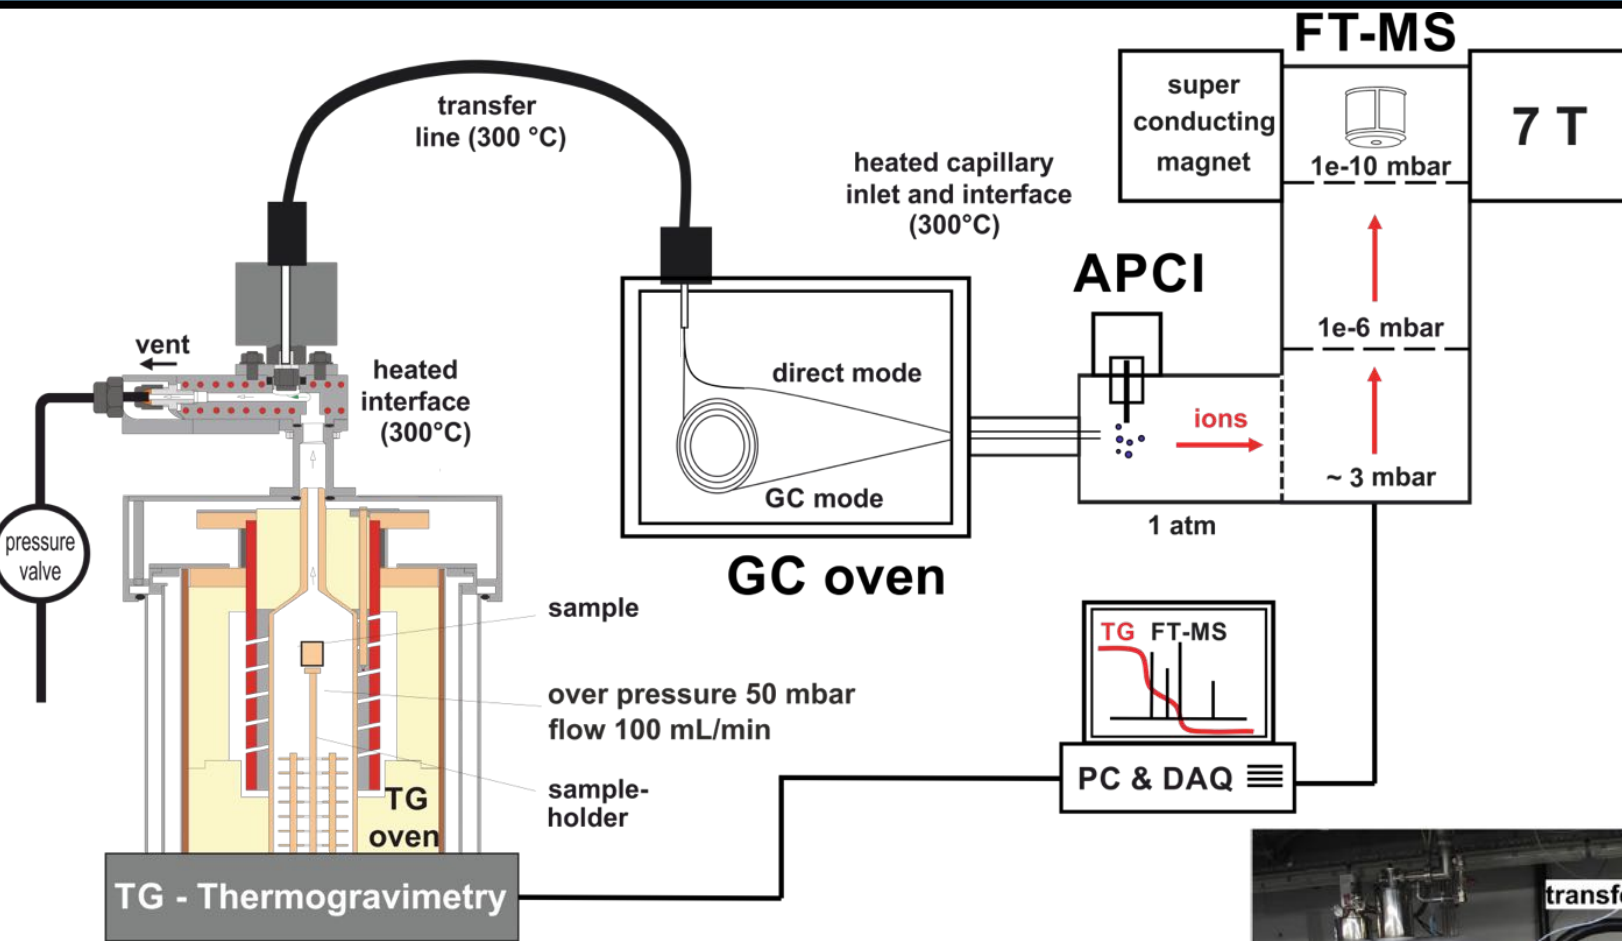 FT-MS
super
conducting
magnet
7 T
1e-10 mbar
transfer
line (300 °C)
heated capillary
inlet and interface
(300°C)
APCI
1e-6 mbar
vent
heated
interface
(300°C)
direct mode
ions
GC mode
~ 3 mbar
1 atm
pressure
valve
GC oven
sample
TG FT-MS
over pressure 50 mbar
flow 100 mL/min
sample-
holder
PC & DAQ
TG
oven
TG - Thermogravimetry